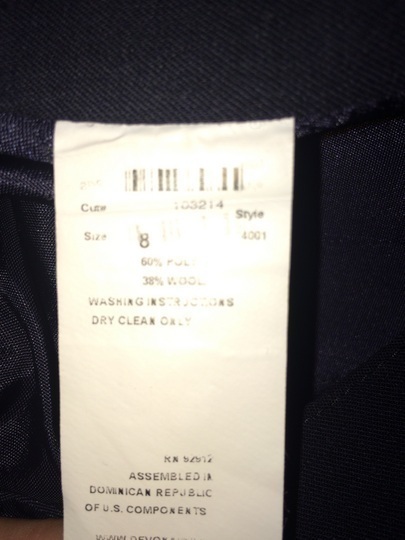 Cut# 103214
Style
Size 8 4001
60% POLY
38% WOOL
WASHING INSTRUCTIONS
DRY CLEAN ONLY
RN 92912
ASSEMBLED IN
DOMINICAN REPUBLIC
OF U.S. COMPONENTS